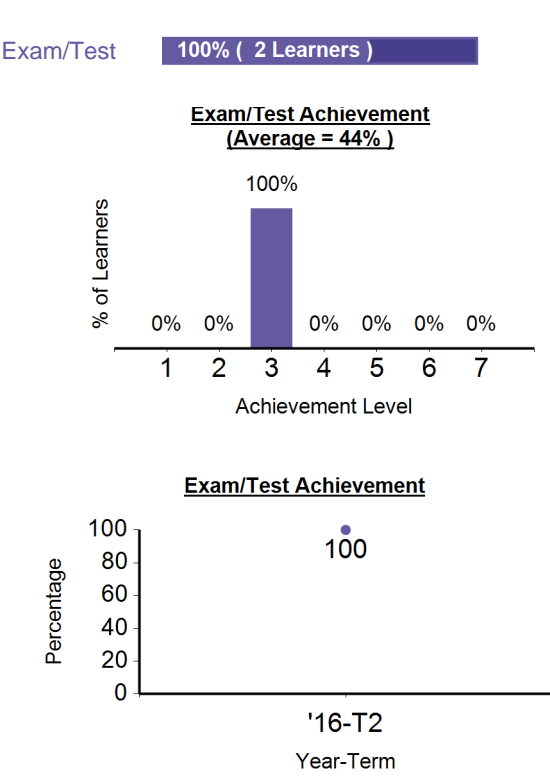 Exam/Test 100% ( 2 Learners )
Exam/Test Achievement
(Average = 44% )
100%
% of Learners
0% 0% 0% 0% 0% 0%
1 2 3 4 5 6 7
Achievement Level
Exam/Test Achievement
100
80
60
40
20
0
Percentage
100
'16-T2
Year-Term